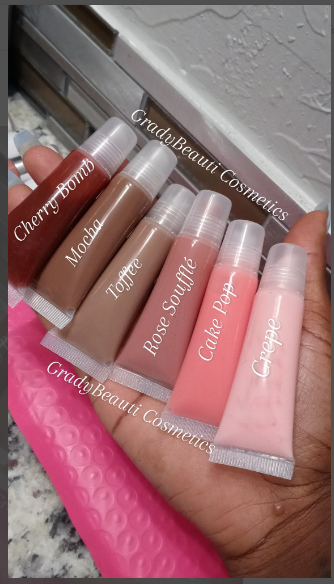 GradyBeauti Cosmetics
Cherry Bomb
Mocha
Toffee
Rose Soufflé
Cake Pop
Crepe
GradyBeauti Cosmetics